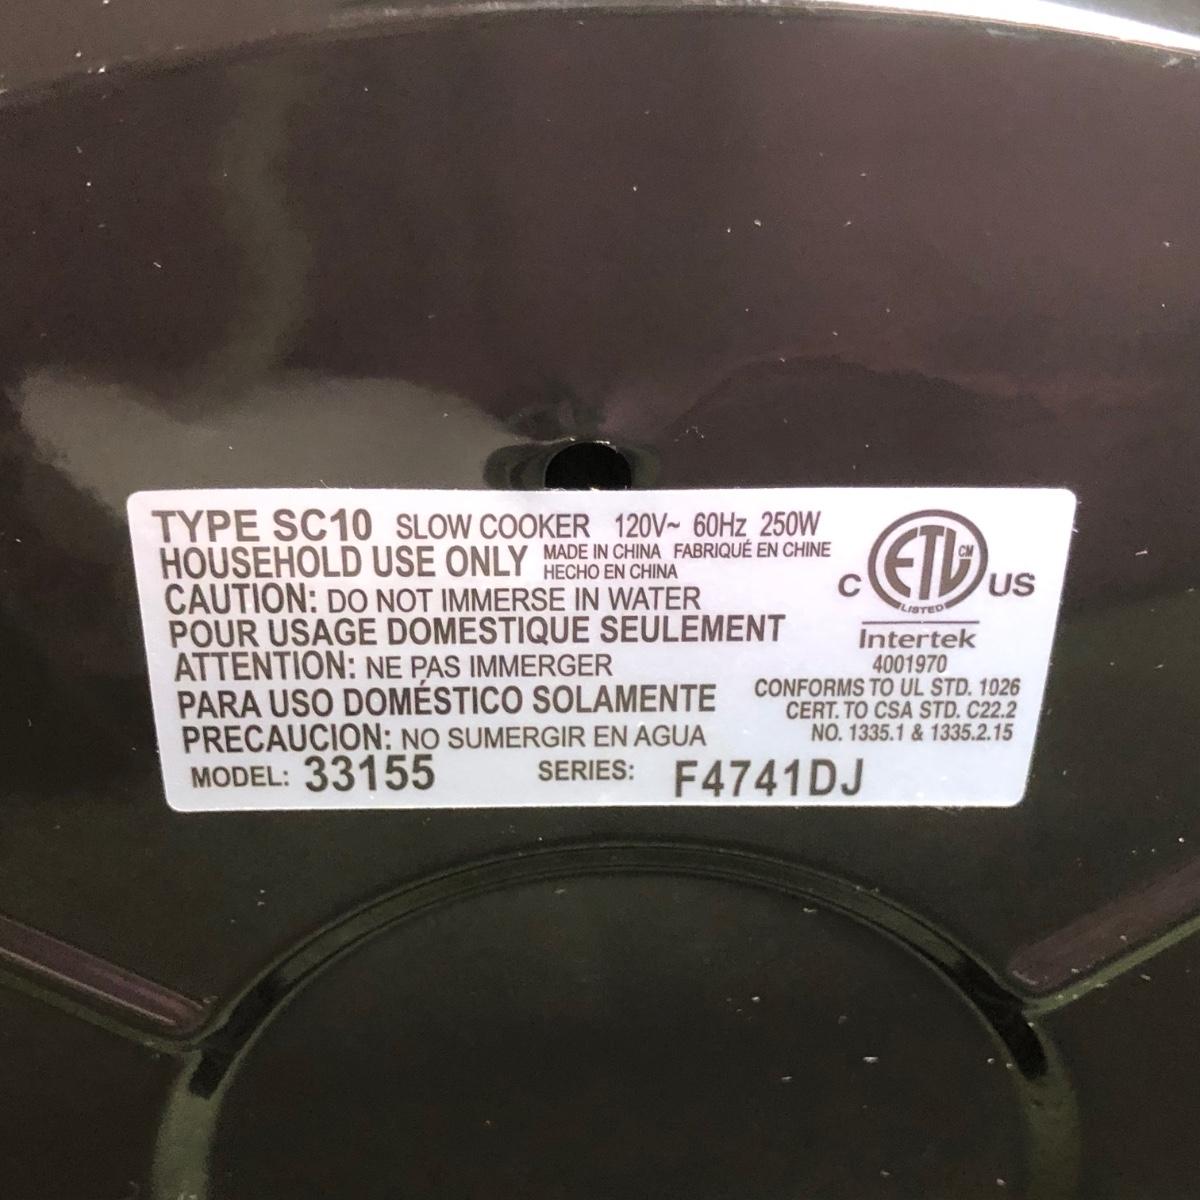 TYPE SC10 SLOW COOKER 120V~ 60Hz 250W
HOUSEHOLD USE ONLY MADE IN CHINA FABRIQUÉ EN CHINE
HECHO EN CHINA
CAUTION: DO NOT IMMERSE IN WATER
POUR USAGE DOMESTIQUE SEULEMENT
ATTENTION: NE PAS IMMERGER
PARA USO DOMÉSTICO SOLAMENTE
PRECAUCION: NO SUMERGIR EN AGUA
MODEL: 33155 SERIES: F4741DJ
C ETL CM US
LISTED
Intertek
4001970
CONFORMS TO UL STD. 1026
CERT. TO CSA STD. C22.2
NO. 1335.1 & 1335.2.15